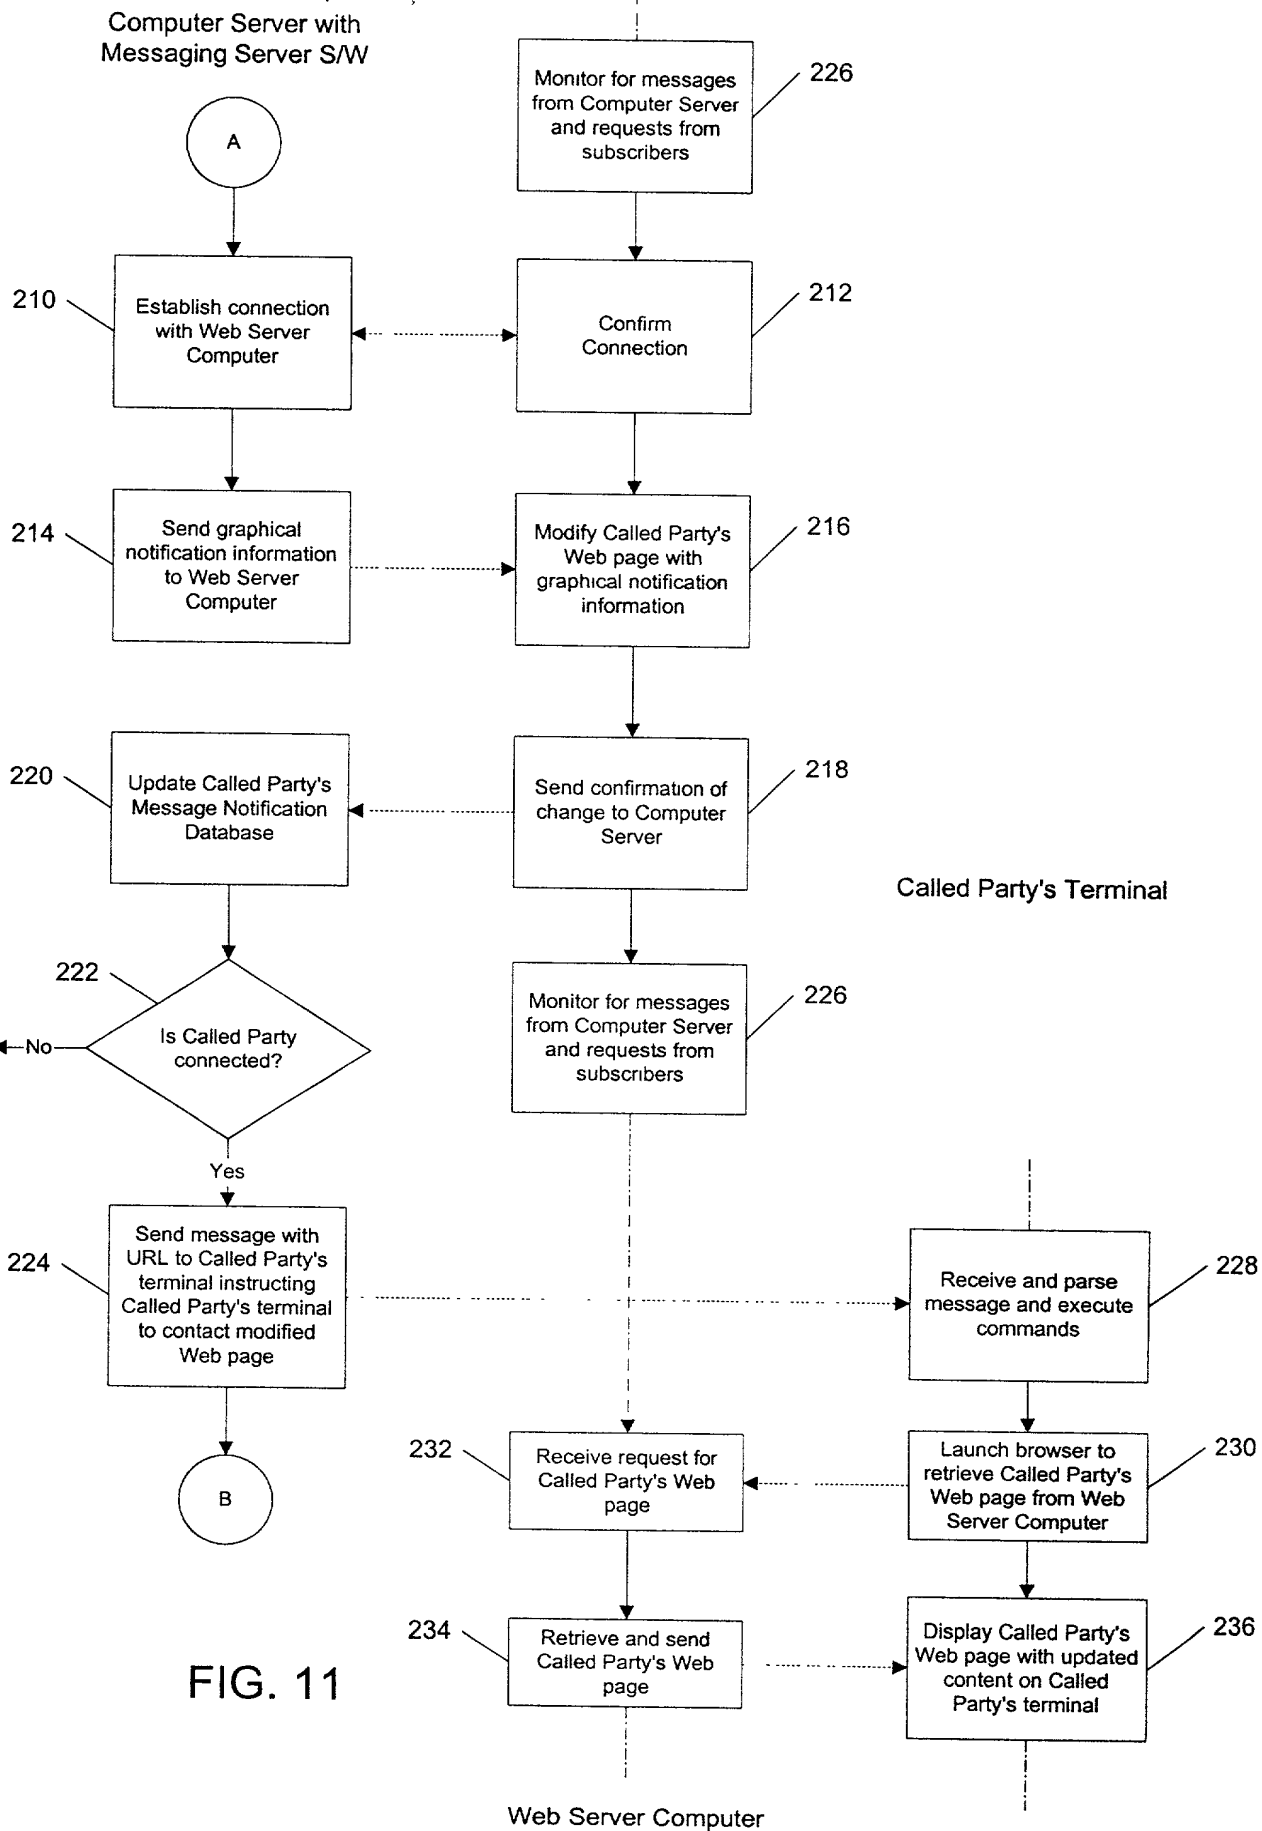 Computer Server with
Messaging Server S/W
A
Monitor for messages
from Computer Server
and requests from
subscribers
226
210
Establish connection
with Web Server
Computer
Confirm
Connection
212
214
Send graphical
notification information
to Web Server
Computer
Modify Called Party's
Web page with
graphical notification
information
216
220
Update Called Party's
Message Notification
Database
Send confirmation of
change to Computer
Server
218
Called Party's Terminal
222
No
Is Called Party
connected?
Monitor for messages
from Computer Server
and requests from
subscribers
226
Yes
224
Send message with
URL to Called Party's
terminal instructing
Called Party's terminal
to contact modified
Web page
Receive and parse
message and execute
commands
228
B
232
Receive request for
Called Party's Web
page
Launch browser to
retrieve Called Party's
Web page from Web
Server Computer
230
234
Retrieve and send
Called Party's Web
page
Display Called Party's
Web page with updated
content on Called
Party's terminal
236
FIG. 11
Web Server Computer